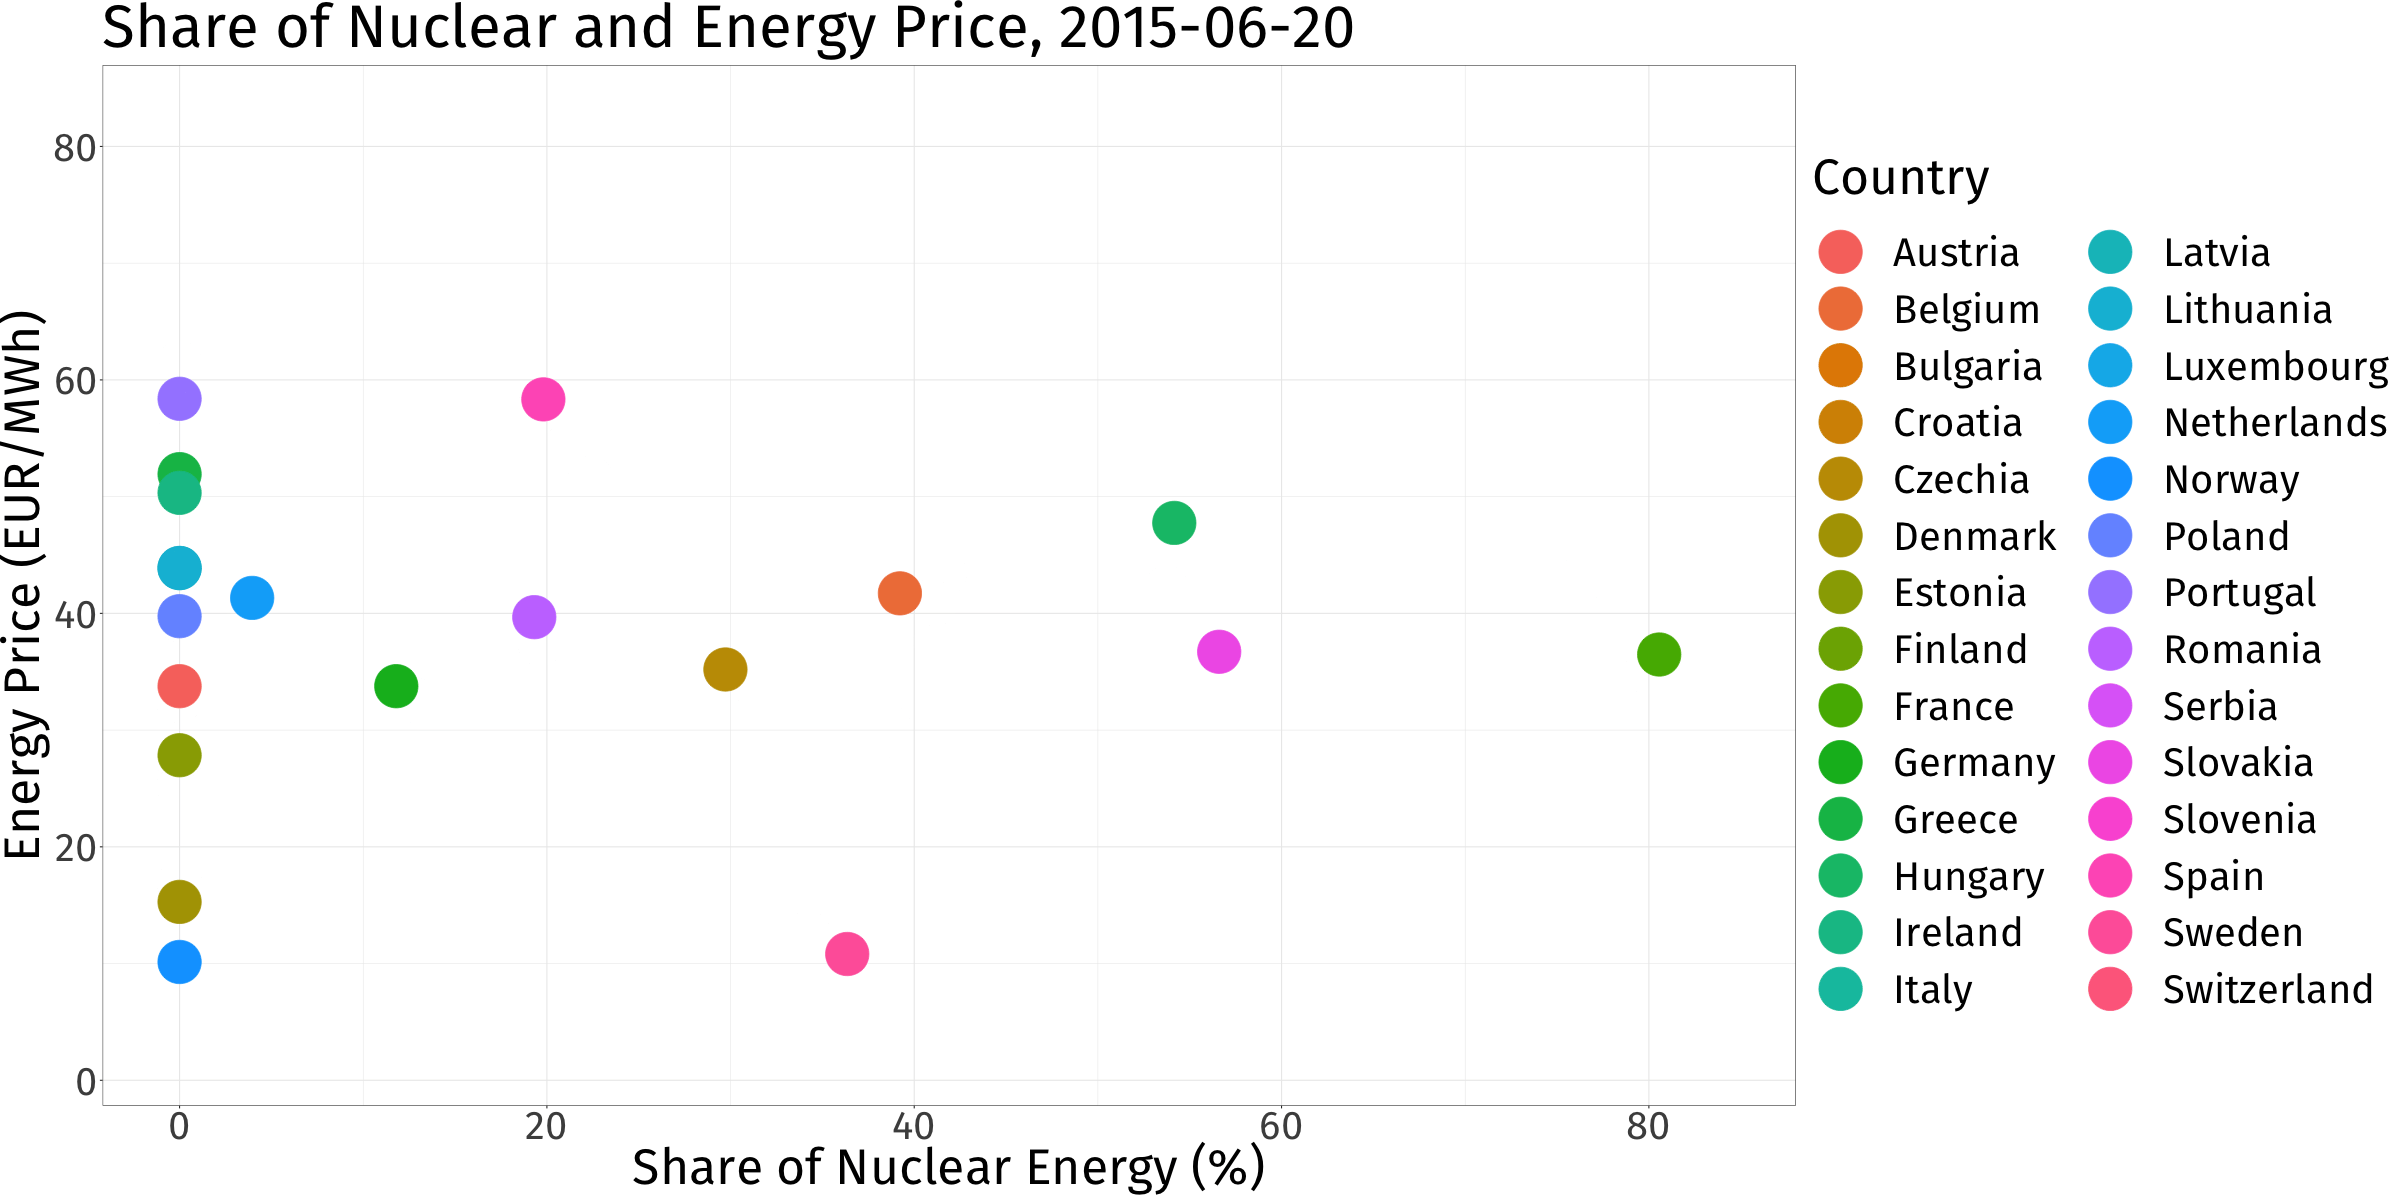 Share of Nuclear and Energy Price, 2015-06-20
80
60
40
20
0
Energy Price (EUR/MWh)
0 20 40 60 80
Share of Nuclear Energy (%)
Country
Austria
Belgium
Bulgaria
Croatia
Czechia
Denmark
Estonia
Finland
France
Germany
Greece
Hungary
Ireland
Italy
Latvia
Lithuania
Luxembourg
Netherlands
Norway
Poland
Portugal
Romania
Serbia
Slovakia
Slovenia
Spain
Sweden
Switzerland